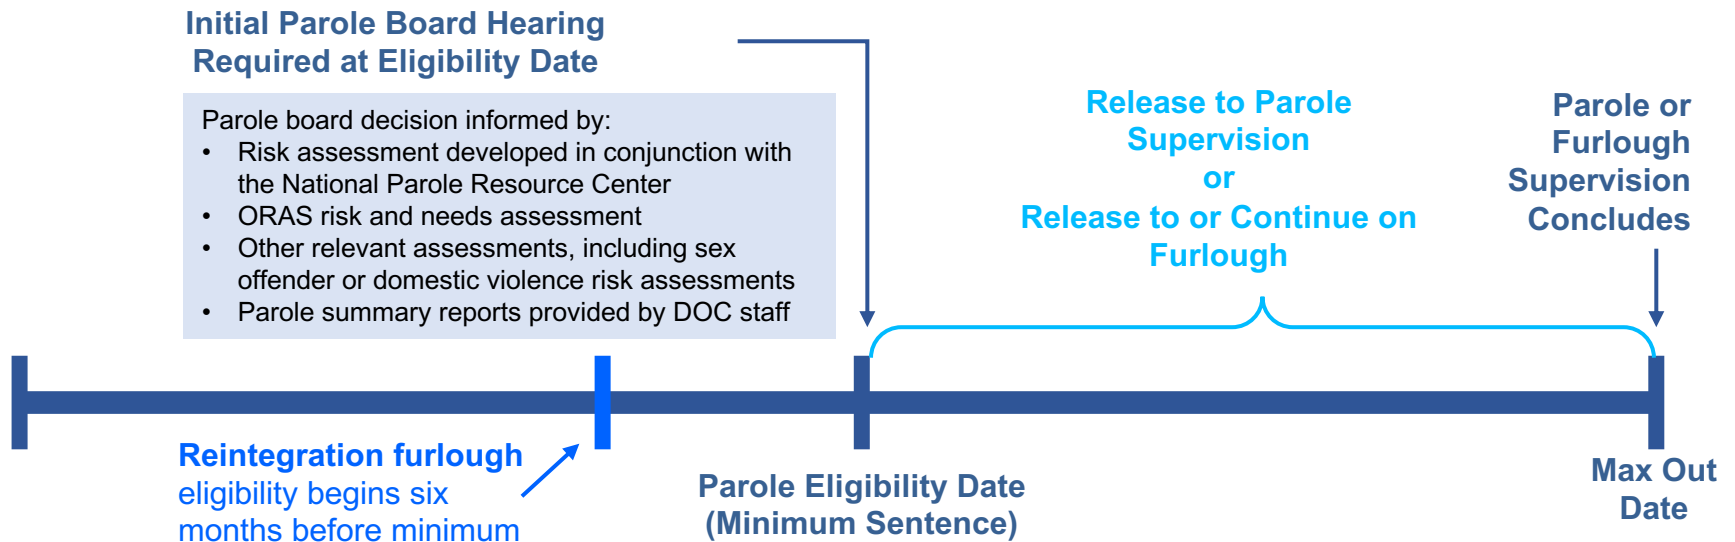 Initial Parole Board Hearing
Required at Eligibility Date
Parole board decision informed by:
• Risk assessment developed in conjunction with
the National Parole Resource Center
• ORAS risk and needs assessment
• Other relevant assessments, including sex
offender or domestic violence risk assessments
• Parole summary reports provided by DOC staff
Release to Parole
Supervision
or
Release to or Continue on
Furlough
Parole or
Furlough
Supervision
Concludes
Reintegration furlough
eligibility begins six
months before minimum
Parole Eligibility Date
(Minimum Sentence)
Max Out
Date